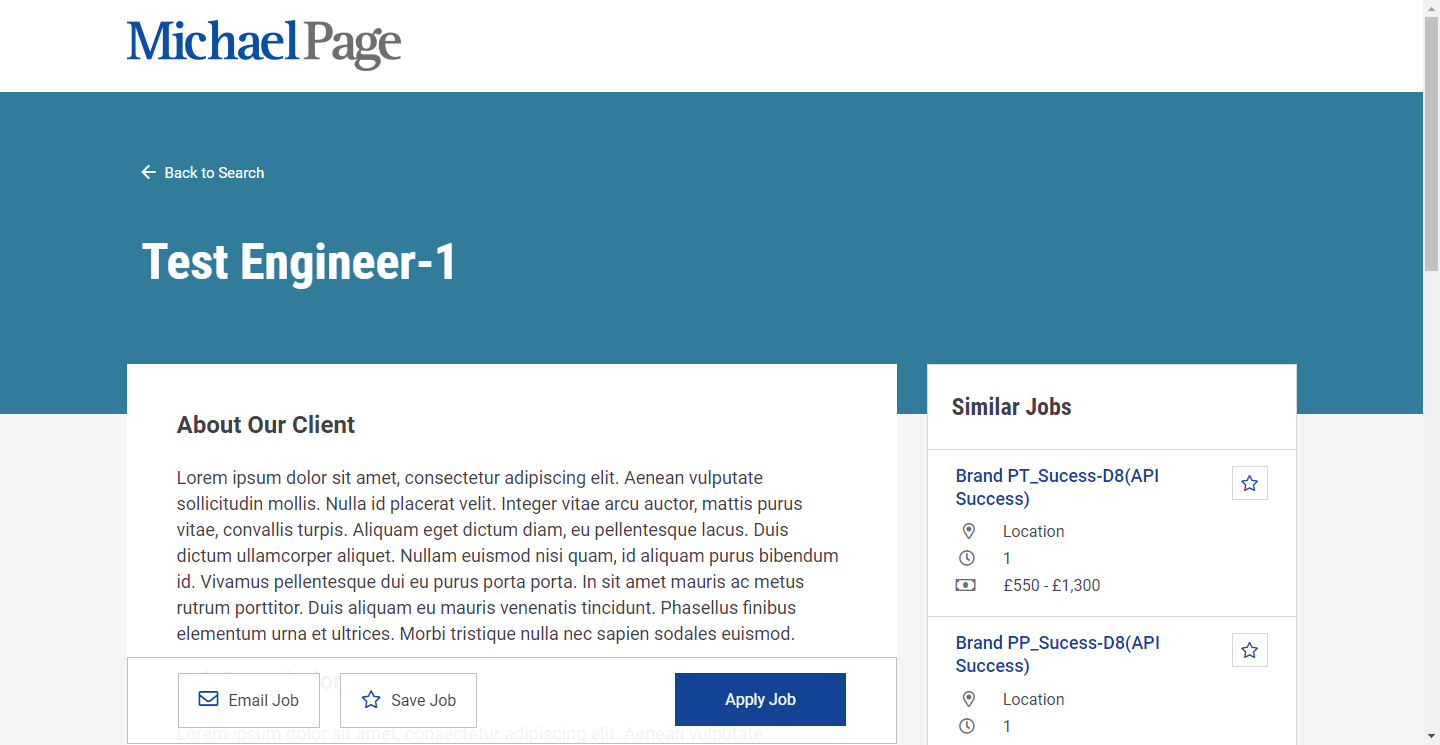 Michael Page
Back to Search
Test Engineer-1
About Our Client
Lorem ipsum dolor sit amet, consectetur adipiscing elit. Aenean vulputate
sollicitudin mollis. Nulla id placerat velit. Integer vitae arcu auctor, mattis purus
vitae, convallis turpis. Aliquam eget dictum diam, eu pellentesque lacus. Duis
dictum ullamcorper aliquet. Nullam euismod nisi quam, id aliquam purus bibendum
id. Vivamus pellentesque dui eu purus porta porta. In sit amet mauris ac metus
rutrum porttitor. Duis aliquam eu mauris venenatis tincidunt. Phasellus finibus
elementum urna et ultrices. Morbi tristique nulla nec sapien sodales euismod.
Email Job
Save Job
Apply Job
Lorem ipsum dolor sit amet, consectetur adipiscing elit. Aenean vulputate
Similar Jobs
Brand PT_Sucess-D8(API
Success)
Location
1
£550 - £1,300
Brand PP_Sucess-D8(API
Success)
Location
1